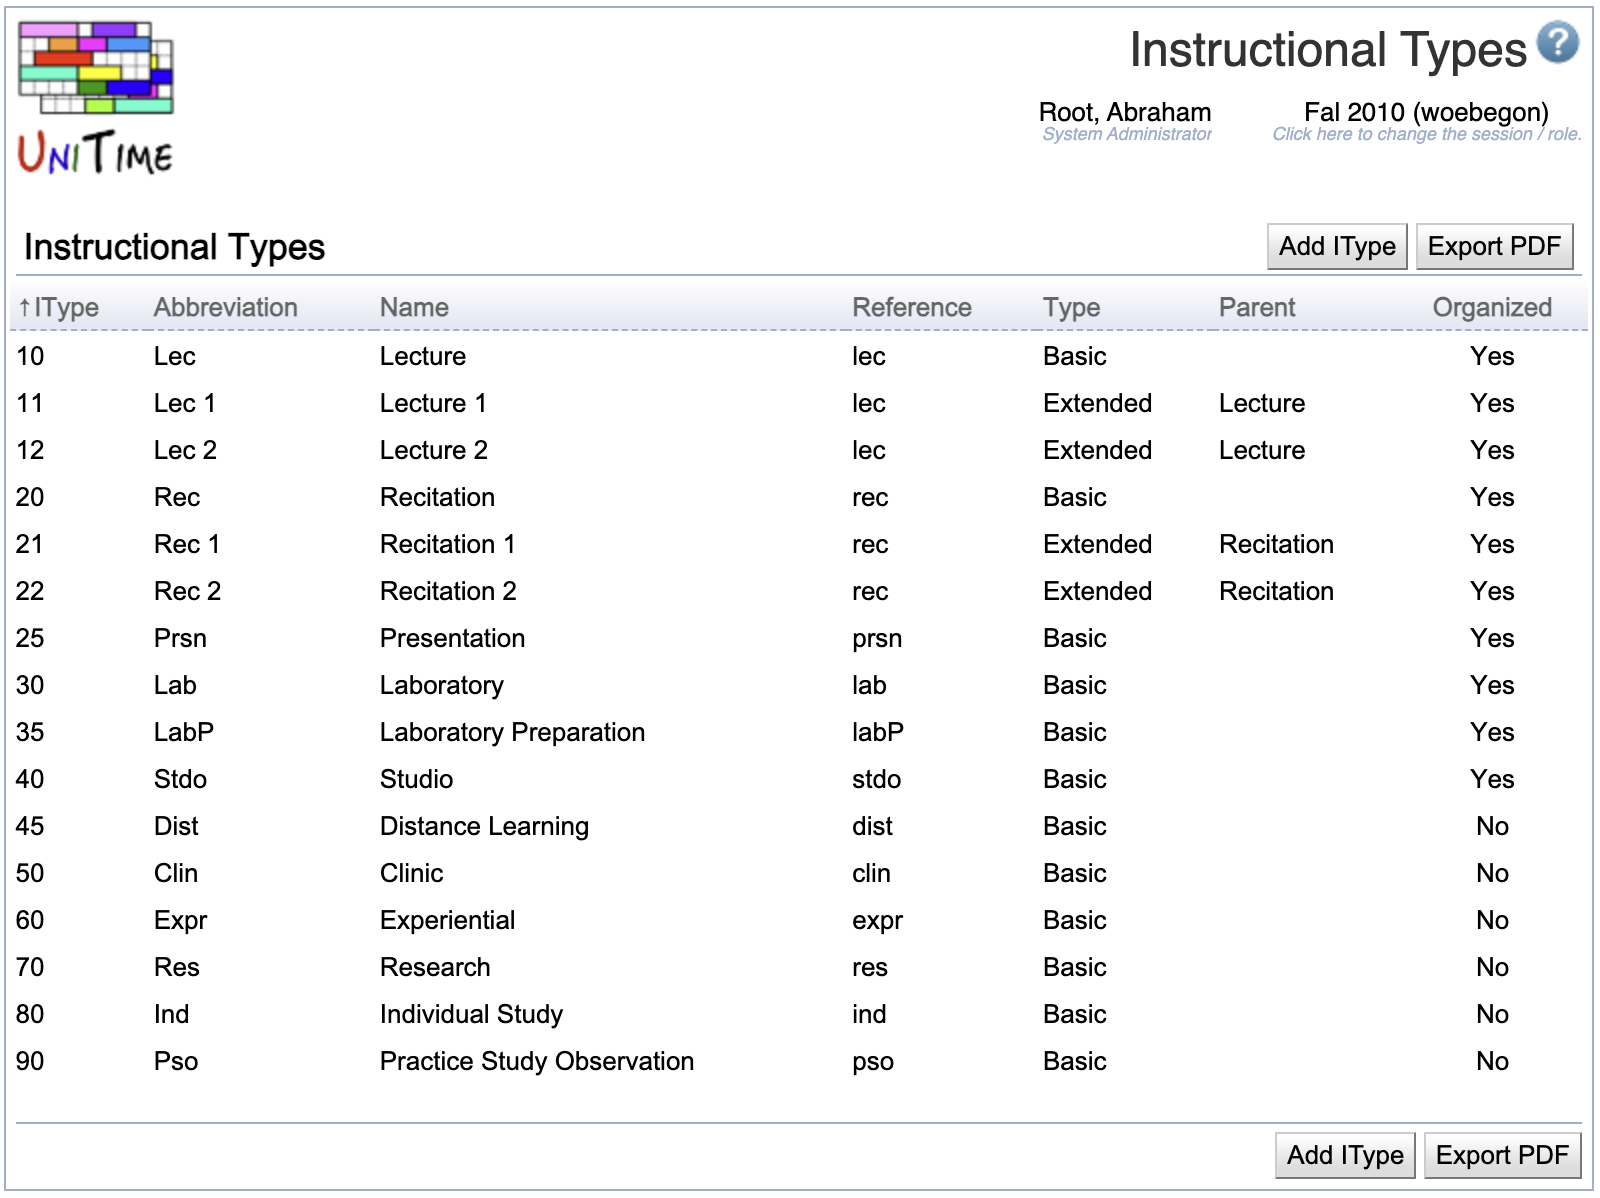 UniTime
Instructional Types ?
Root, Abraham Fal 2010 (woebegon)
System Administrator Click here to change the session / role.
Instructional Types Add IType Export PDF
↑IType Abbreviation Name Reference Type Parent Organized
10 Lec Lecture lec Basic Yes
11 Lec 1 Lecture 1 lec Extended Lecture Yes
12 Lec 2 Lecture 2 lec Extended Lecture Yes
20 Rec Recitation rec Basic Yes
21 Rec 1 Recitation 1 rec Extended Recitation Yes
22 Rec 2 Recitation 2 rec Extended Recitation Yes
25 Prsn Presentation prsn Basic Yes
30 Lab Laboratory lab Basic Yes
35 LabP Laboratory Preparation labP Basic Yes
40 Stdo Studio stdo Basic Yes
45 Dist Distance Learning dist Basic No
50 Clin Clinic clin Basic No
60 Expr Experiential expr Basic No
70 Res Research res Basic No
80 Ind Individual Study ind Basic No
90 Pso Practice Study Observation pso Basic No
Add IType Export PDF